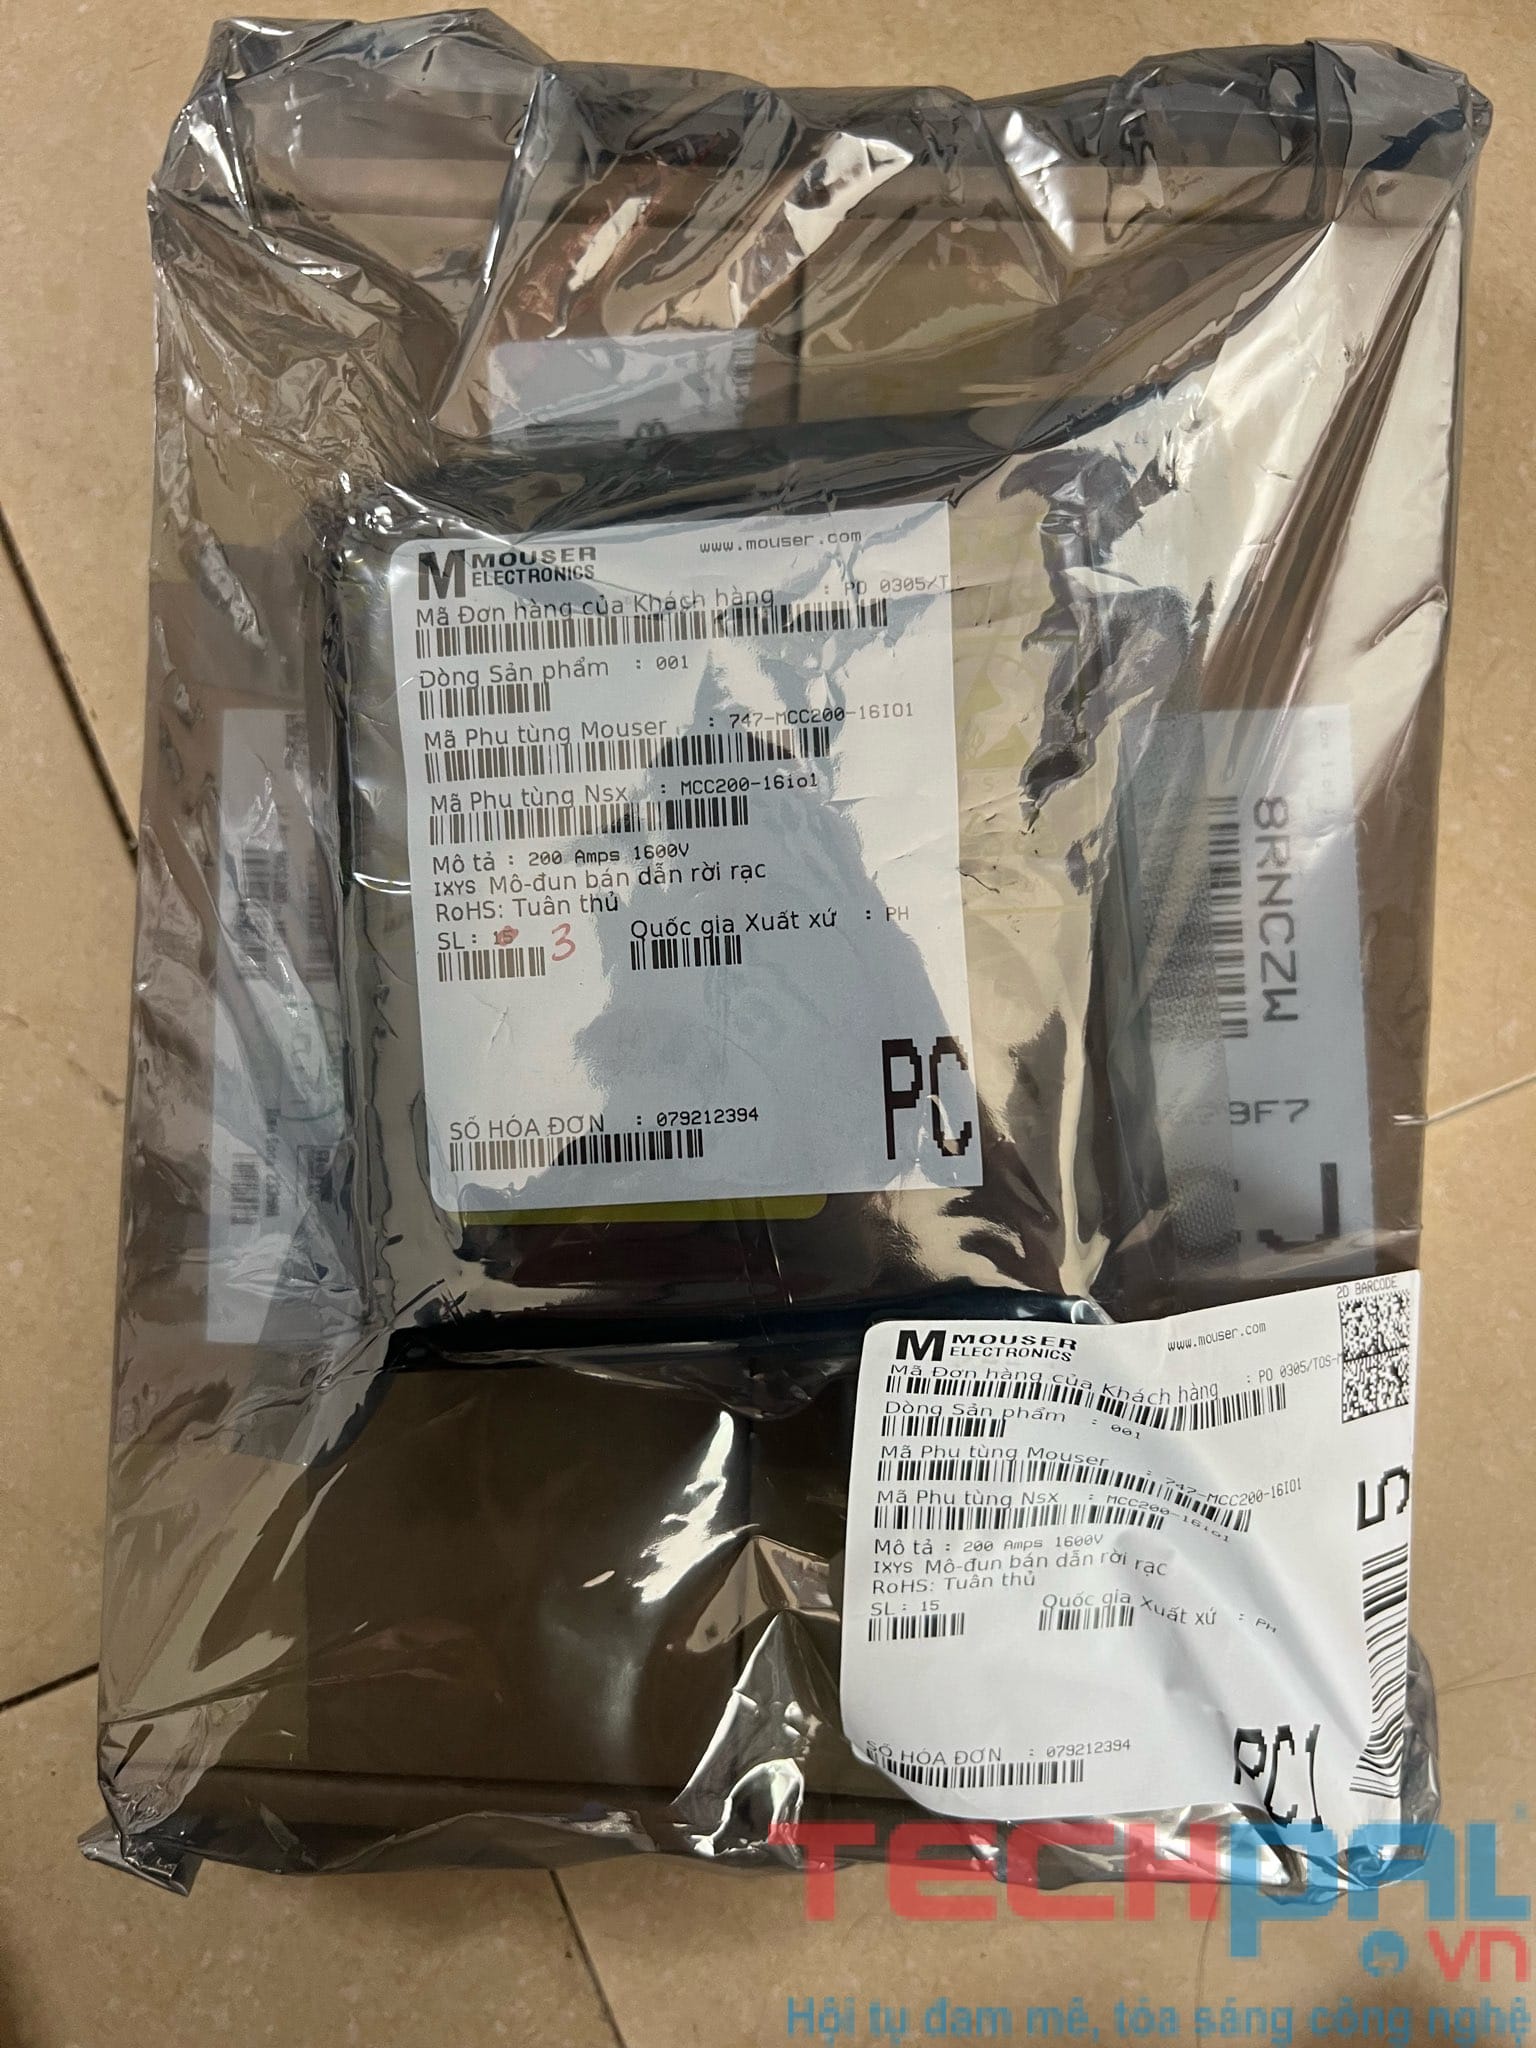 MOUSER
ELECTRONICS
www.mouser.com
Mã Đơn hàng của Khách hàng : PO 0305/T
Dòng Sản phẩm : 001
Mã Phụ tùng Mouser : 747-MCC200-16IO1
Mã Phụ tùng Nsx : MCC200-16io1
Mô tả : 200 Amps 1600V
IXYS Mô-đun bán dẫn rời rạc
RoHS: Tuân thủ
SL : 15 3 Quốc gia Xuất xứ : PH
PC
SỐ HÓA ĐƠN : 079212394
8RNCZW
9F7
2D BARCODE
MOUSER
ELECTRONICS
www.mouser.com
Mã Đơn hàng của Khách hàng : PO 0305/TOS-
Dòng Sản phẩm : 001
Mã Phụ tùng Mouser : 747-MCC200-16IO1
Mã Phụ tùng Nsx : MCC200-16io1
Mô tả : 200 Amps 1600V
IXYS Mô-đun bán dẫn rời rạc
RoHS: Tuân thủ
SL : 15 Quốc gia Xuất xứ : PH
5
SỐ HÓA ĐƠN : 079212394
PC1
TECHPAL
.vn
Hội tụ đam mê, tỏa sáng công nghệ